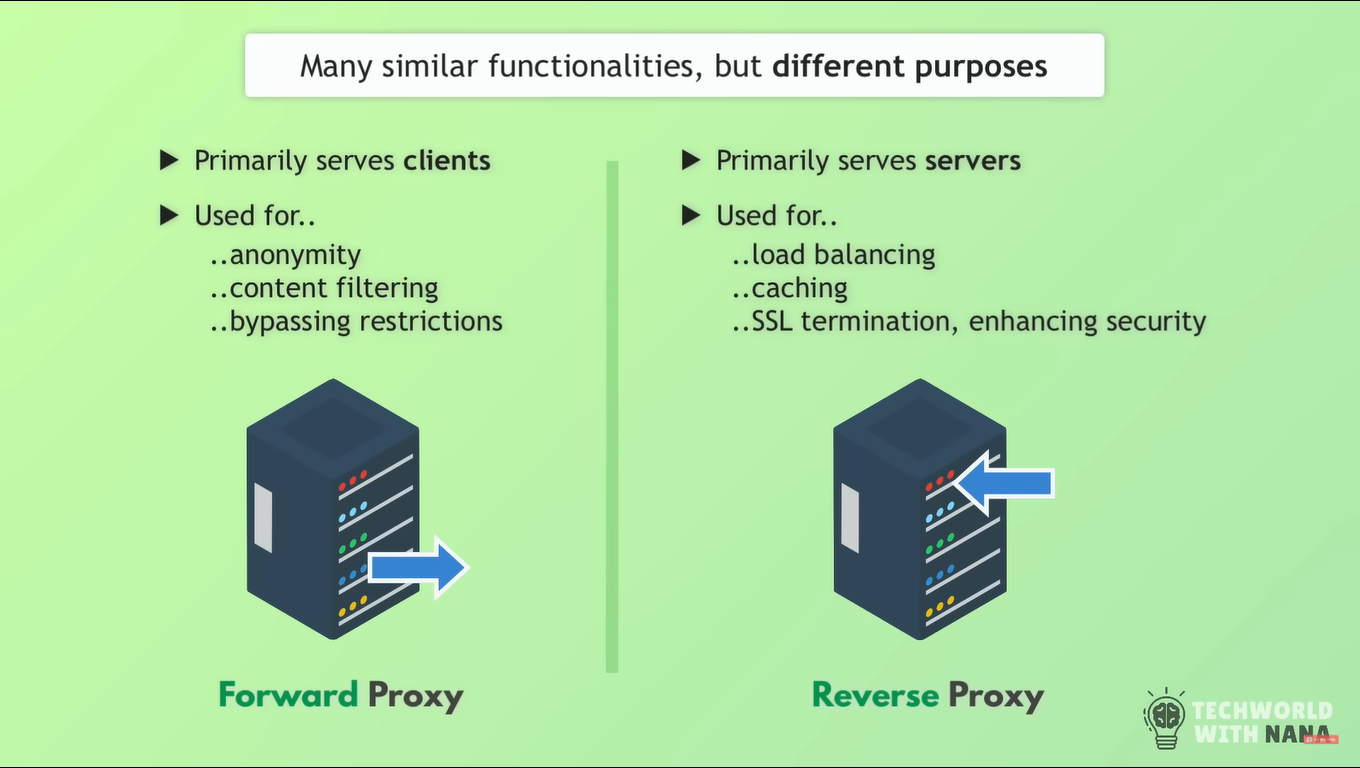 Many similar functionalities, but different purposes
▶ Primarily serves clients
▶ Used for..
..anonymity
..content filtering
..bypassing restrictions
Forward Proxy
▶ Primarily serves servers
▶ Used for..
..load balancing
..caching
..SSL termination, enhancing security
Reverse Proxy
TECHWORLD
WITH NANA